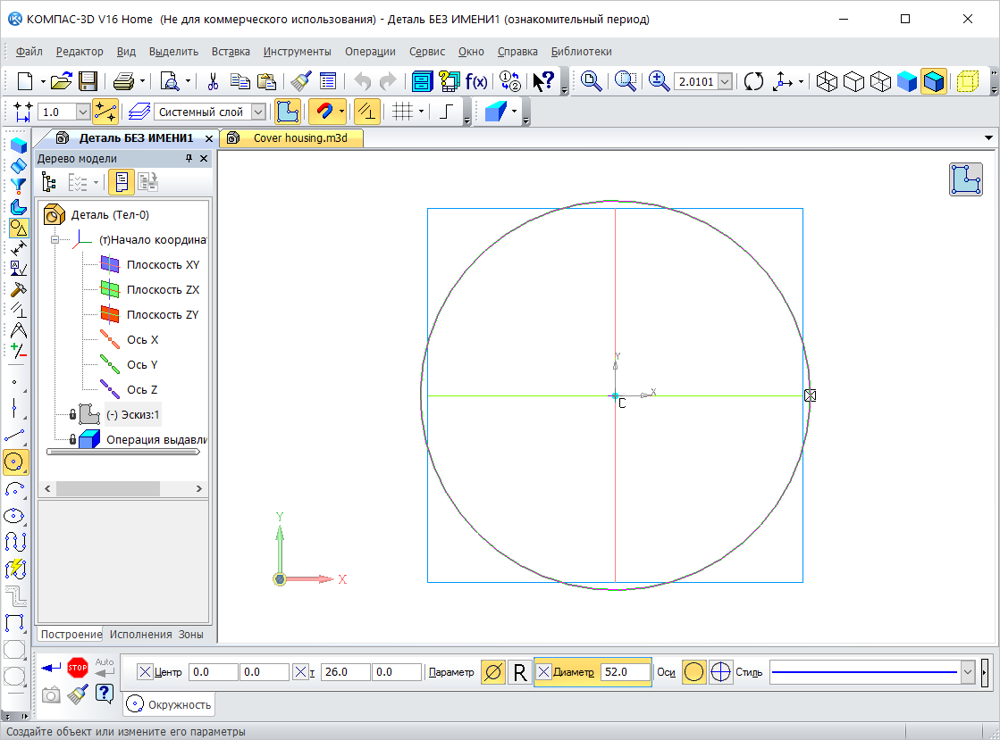 КОМПАС-3D V16 Home (Не для коммерческого использования) - Деталь БЕЗ ИМЕНИ1 (ознакомительный период)
Файл Редактор Вид Выделить Вставка Инструменты Операции Сервис Окно Справка Библиотеки
f(x) 2.0101
1.0 Системный слой
Деталь БЕЗ ИМЕНИ1 Cover housing.m3d
Дерево модели
Деталь (Тел-0)
(т)Начало координа
Плоскость XY
Плоскость ZX
Плоскость ZY
Ось X
Ось Y
Ось Z
(-) Эскиз:1
Операция выдавли
Y
X
C
Y
X
Построение Исполнения Зоны
STOP Auto
Центр 0.0 0.0 т 26.0 0.0 Параметр R Диаметр 52.0 Оси Стиль
Окружность
Создайте объект или измените его параметры